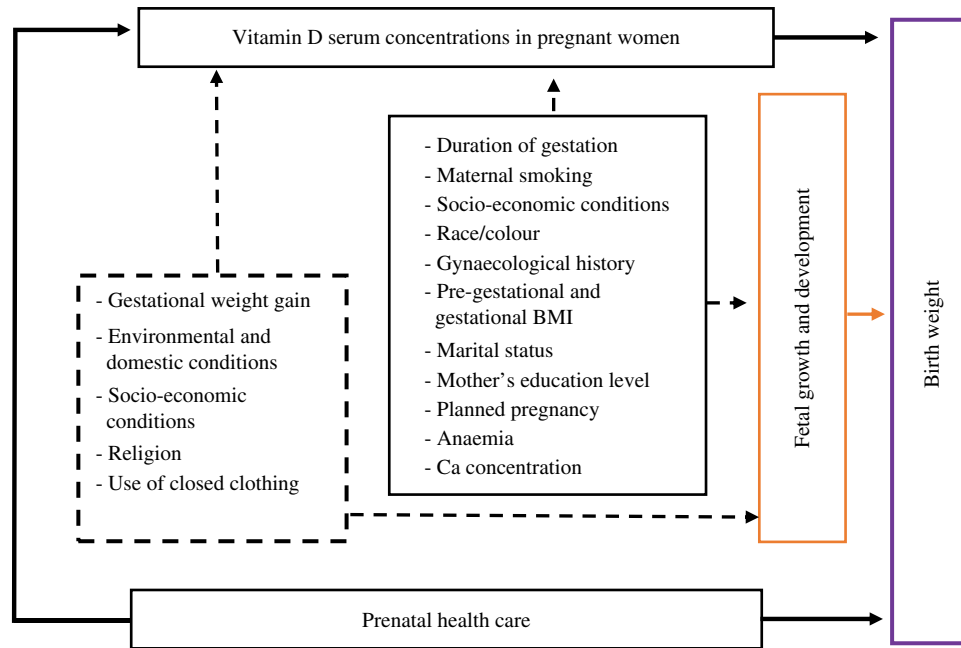 Vitamin D serum concentrations in pregnant women
- Duration of gestation
- Maternal smoking
- Socio-economic conditions
- Race/colour
- Gynaecological history
- Pre-gestational and
gestational BMI
- Marital status
- Mother's education level
- Planned pregnancy
- Anaemia
- Ca concentration
- Gestational weight gain
- Environmental and
domestic conditions
- Socio-economic
conditions
- Religion
- Use of closed clothing
Fetal growth and development
Birth weight
Prenatal health care